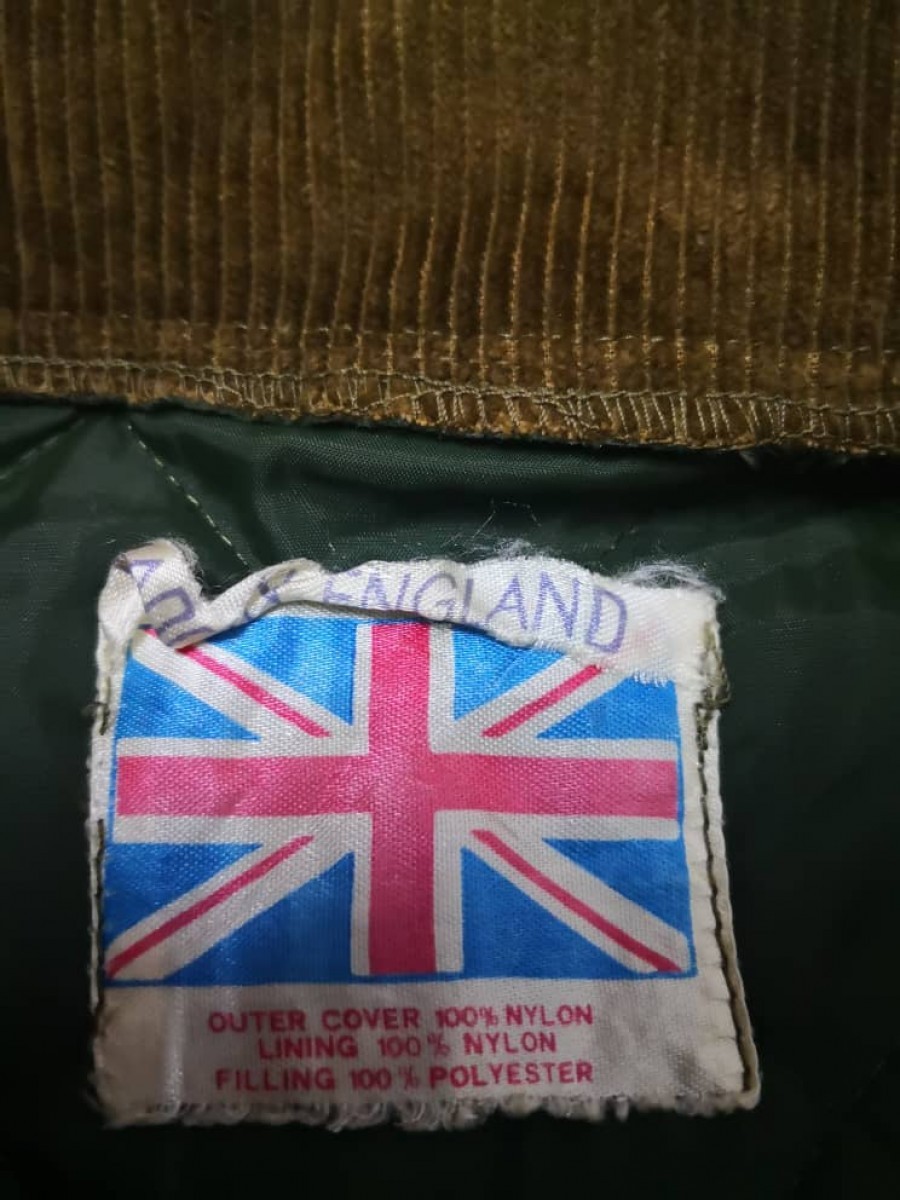 ENGLAND
OUTER COVER 100% NYLON
LINING 100% NYLON
FILLING 100% POLYESTER